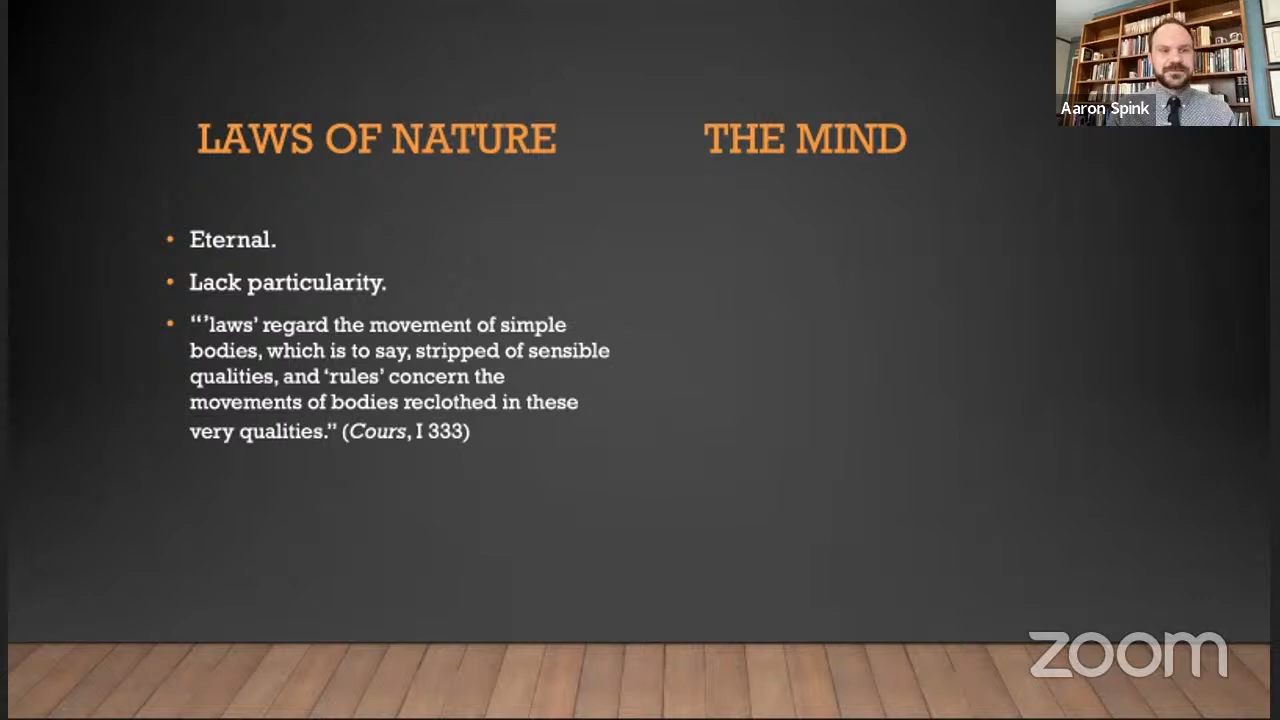 Aaron Spink
LAWS OF NATURE
THE MIND
• Eternal.
• Lack particularity.
• “’laws’ regard the movement of simple
bodies, which is to say, stripped of sensible
qualities, and ‘rules’ concern the
movements of bodies reclothed in these
very qualities.” (Cours, I 333)
zoom